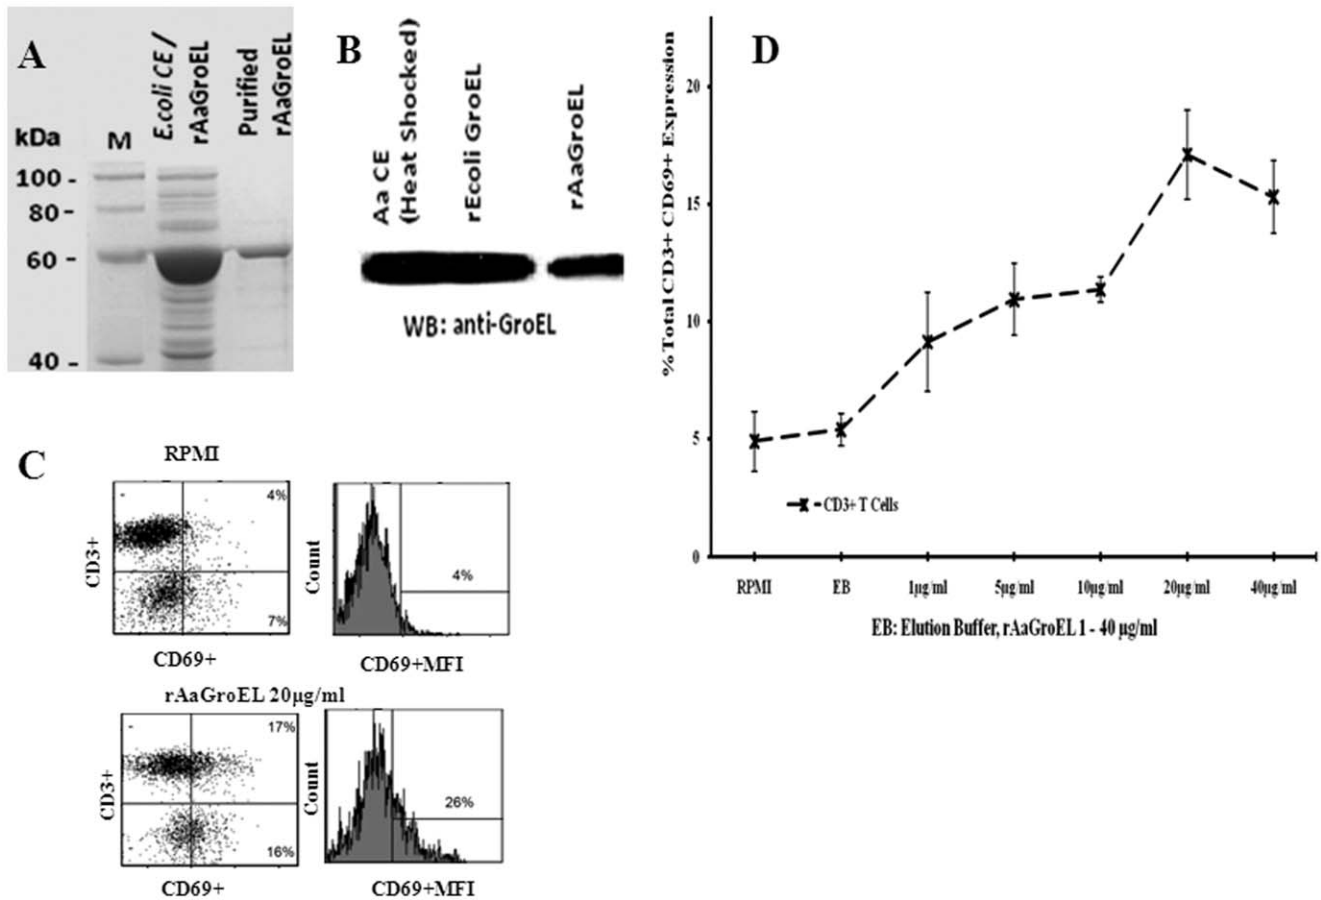 A
E.coli CE /
rAaGroEL
Purified
rAaGroEL
kDa
M
100 -
80 -
60 -
40 -
B
Aa CE
(Heat Shocked)
rEcoli GroEL
rAaGroEL
WB: anti-GroEL
C
RPMI
CD3+
4%
7%
CD69+
Count
4%
CD69+MFI
rAaGroEL 20µg/ml
CD3+
17%
16%
CD69+
Count
26%
CD69+MFI
D
%Total CD3+ CD69+ Expression
20
15
10
5
0
CD3+ T Cells
RPMI EB 1µg/ml 5µg/ml 10µg/ml 20µg/ml 40µg/ml
EB: Elution Buffer, rAaGroEL 1 - 40 µg/ml